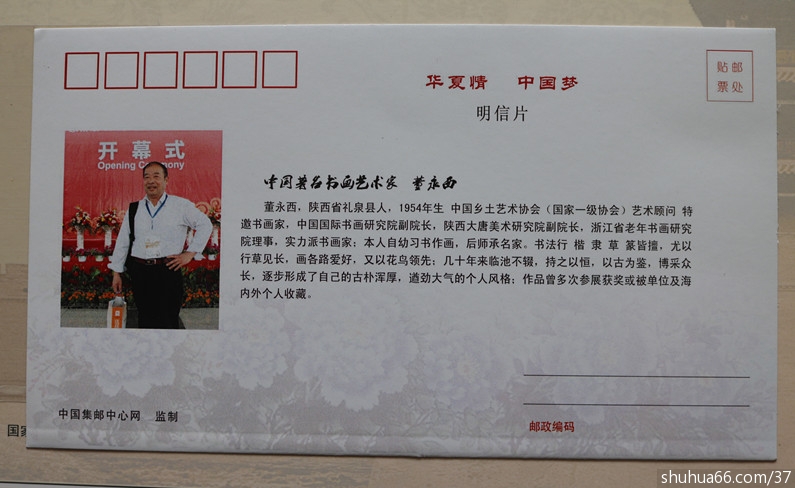 华夏情 中国梦
明信片
贴 邮
票 处
开幕式
Opening Ceremony
中国著名书画艺术家 董永西
董永西，陕西省礼泉县人，1954年生 中国乡土艺术协会（国家一级协会）艺术顾问 特
邀书画家，中国国际书画研究院副院长，陕西大唐美术研究院副院长，浙江省老年书画研究
院理事，实力派书画家；本人自幼习书作画，后师承名家。书法行 楷 隶 草 篆皆擅，尤以
行草见长，画各路爱好，又以花鸟领先；几十年来临池不辍，持之以恒，以古为鉴，博采众
长，逐步形成了自己的古朴浑厚，遒劲大气的个人风格；作品曾多次参展获奖或被单位及海
内外个人收藏。
中国集邮中心网 监制
邮政编码
国家
shuhua66.com/37